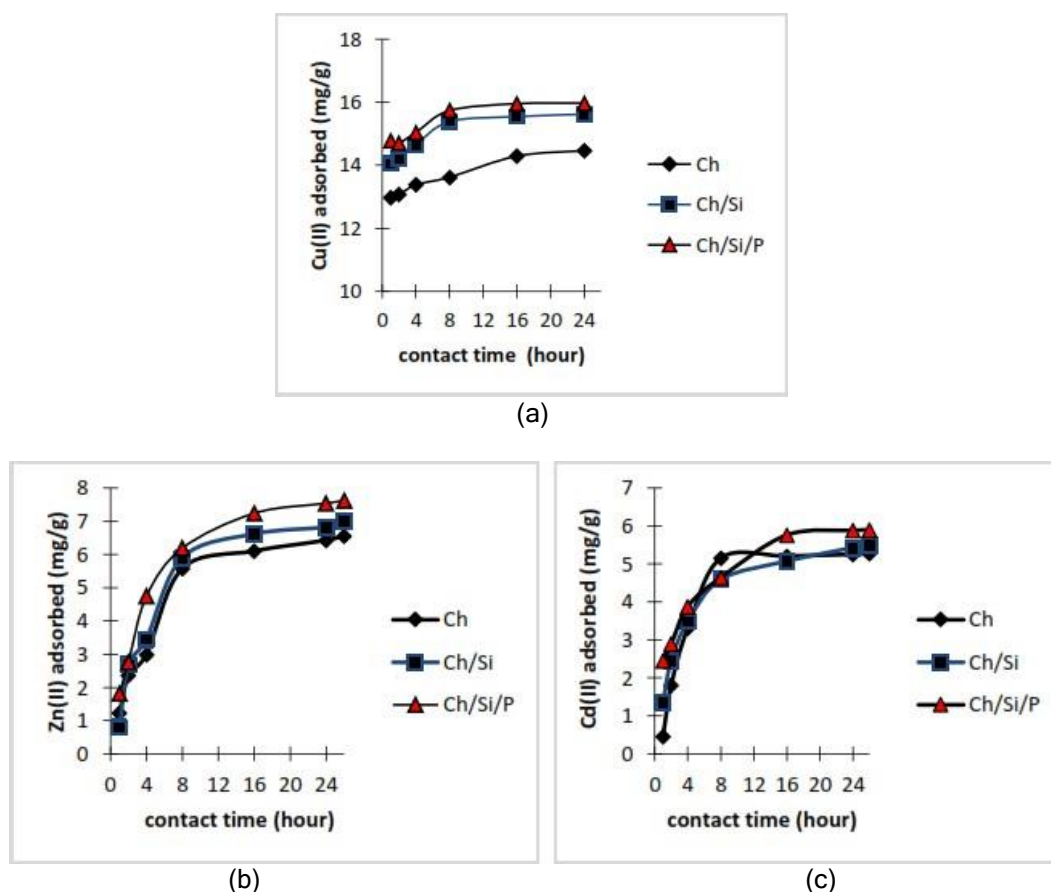 Cu(II) adsorbed (mg/g)
18
16
14
12
10
0 4 8 12 16 20 24
contact time (hour)
Ch
Ch/Si
Ch/Si/P
(a)
Zn(II) adsorbed (mg/g)
8
7
6
5
4
3
2
1
0
0 4 8 12 16 20 24
contact time (hour)
Ch
Ch/Si
Ch/Si/P
(b)
Cd(II) adsorbed (mg/g)
7
6
5
4
3
2
1
0
0 4 8 12 16 20 24
contact time (hour)
Ch
Ch/Si
Ch/Si/P
(c)